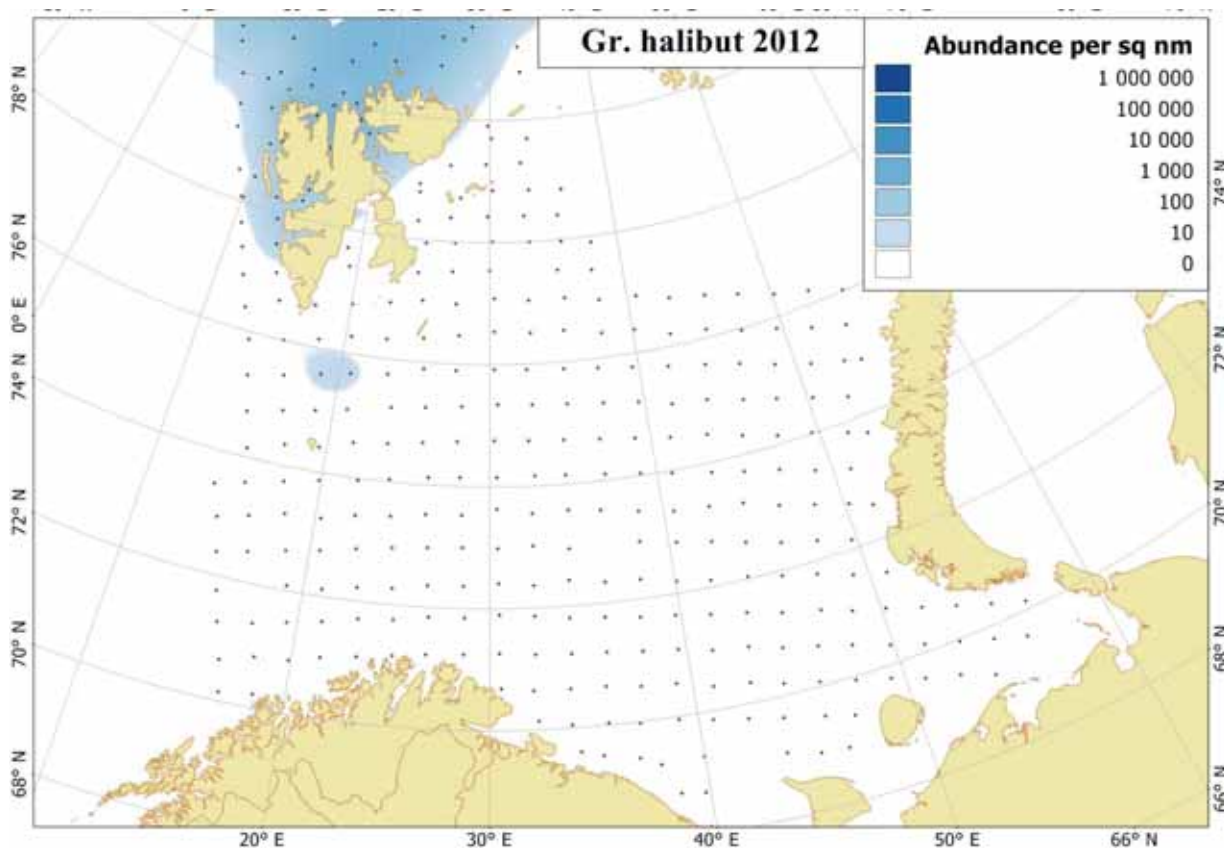 Gr. halibut 2012
Abundance per sq nm
1 000 000
100 000
10 000
1 000
100
10
0
78° N
76° N
0° E
74° N
72° N
70° N
68° N
74° N
72° N
70° N
68° N
66° N
20° E
30° E
40° E
50° E
66° N